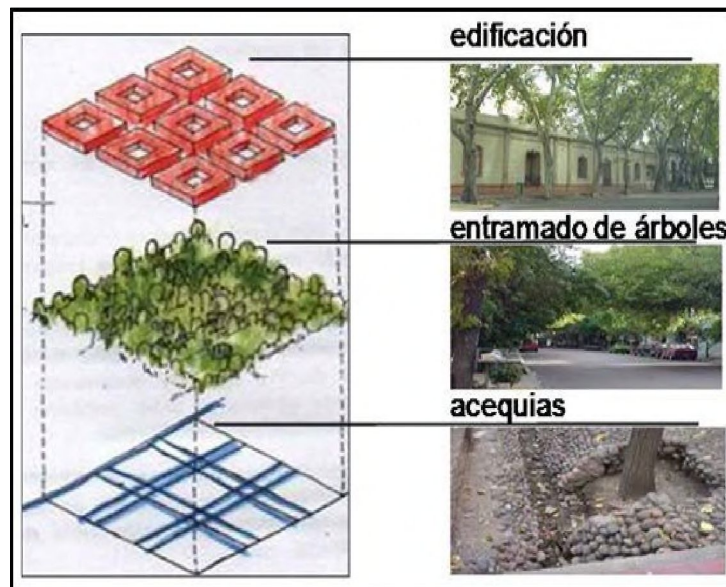 edificación
entramado de árboles
acequias